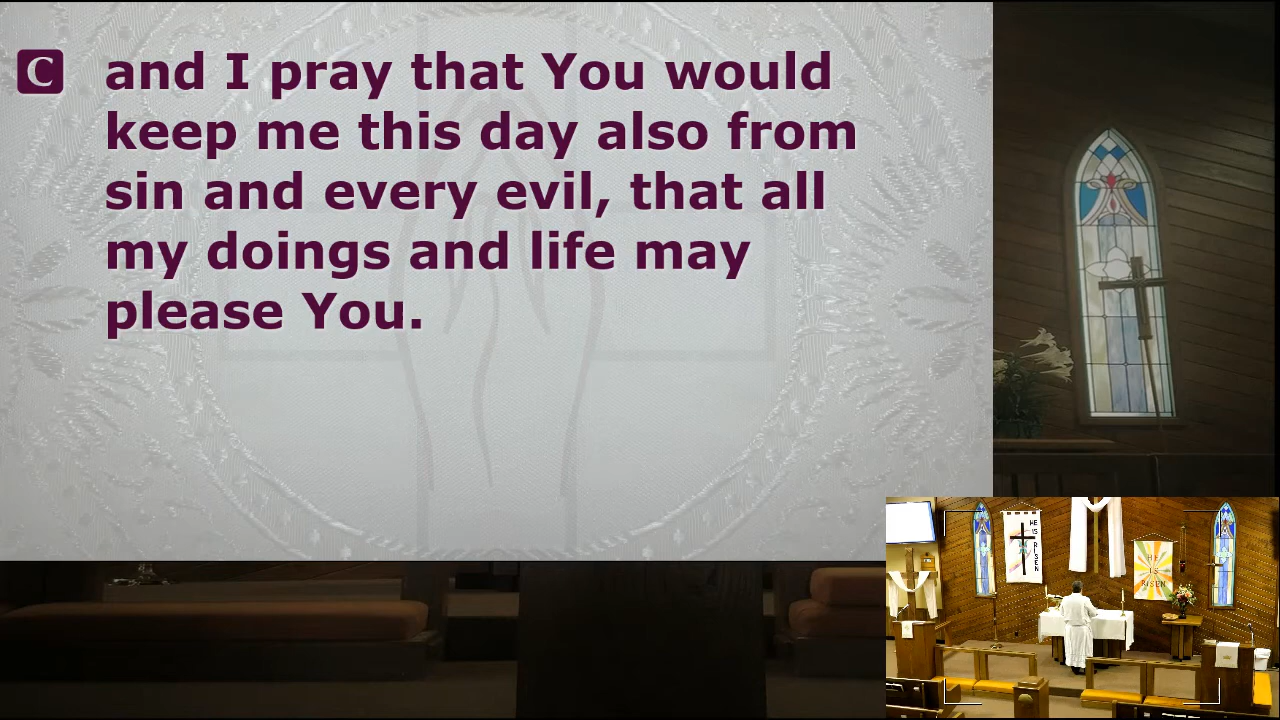 C and I pray that You would
keep me this day also from
sin and every evil, that all
my doings and life may
please You.
HE
IS
RISEN
HE
IS
RISEN